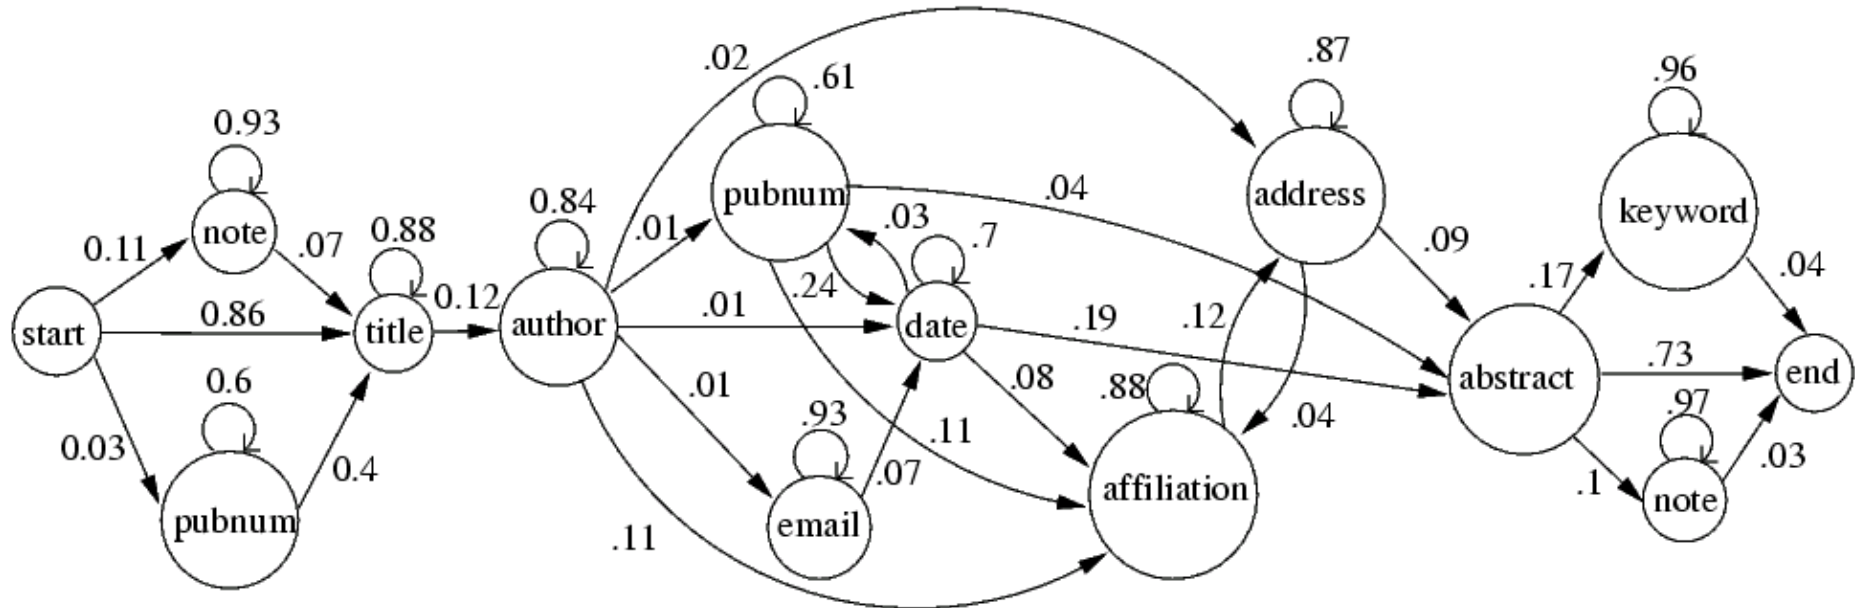 .02
.61
.87
.96
0.93
0.84
pubnum
.04
address
keyword
0.11
note
.07
0.88
.01
.03
.7
.09
.17
.04
start
0.86
title
0.12
author
.01
.24
date
.19
.12
abstract
.73
end
0.6
.01
.08
.88
.04
.97
0.03
0.4
.93
.11
.07
affiliation
.1
note
.03
pubnum
.11
email